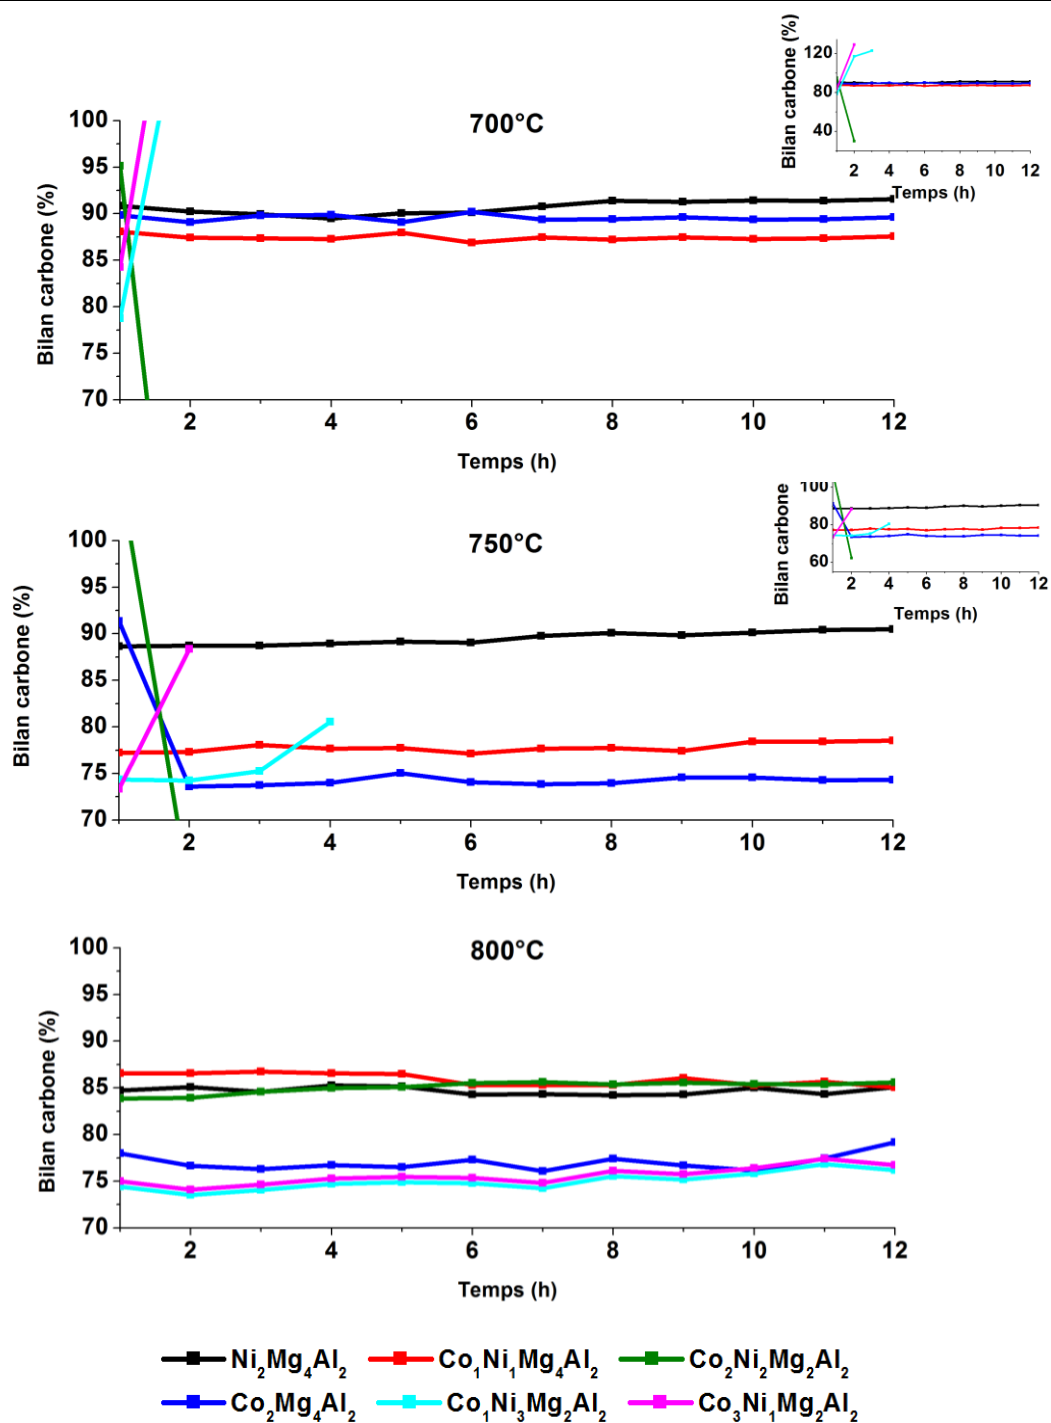 Bilan carbone (%)
120
80
40
2 4 6 8 10 12
Temps (h)
700°C
Bilan carbone (%)
100
95
90
85
80
75
70
2 4 6 8 10 12
Temps (h)
Bilan carbone
100
80
60
2 4 6 8 10 12
Temps (h)
750°C
Bilan carbone (%)
100
95
90
85
80
75
70
2 4 6 8 10 12
Temps (h)
800°C
Bilan carbone (%)
100
95
90
85
80
75
70
2 4 6 8 10 12
Temps (h)
Ni₂Mg₄Al₂ Co₁Ni₁Mg₄Al₂ Co₂Ni₂Mg₂Al₂
Co₂Mg₄Al₂ Co₁Ni₃Mg₂Al₂ Co₃Ni₁Mg₂Al₂